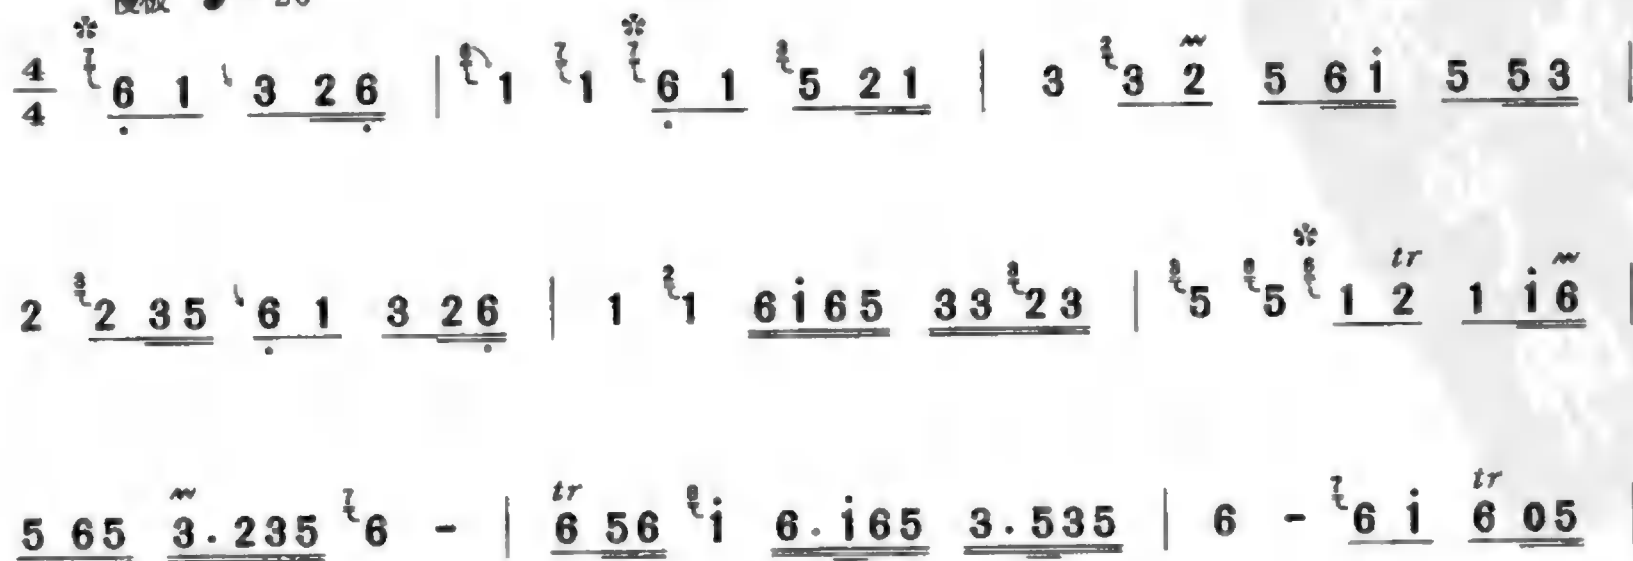 4/4 6̣ 1 3 2 6̣ | 1 1 6̣ 1 5 2 1 | 3 3 2 5 6 i 5 5 3 |
2 2 3 5 6̣ 1 3 2 6̣ | 1 1 6 i 6 5 3 3 2 3 | 5 5 1 tr 2 1 i 6 |
5 6 5 3 . 2 3 5 6 - | tr 6 5 6 i 6 . i 6 5 3 . 5 3 5 | 6 - 6 i tr 6 0 5 |